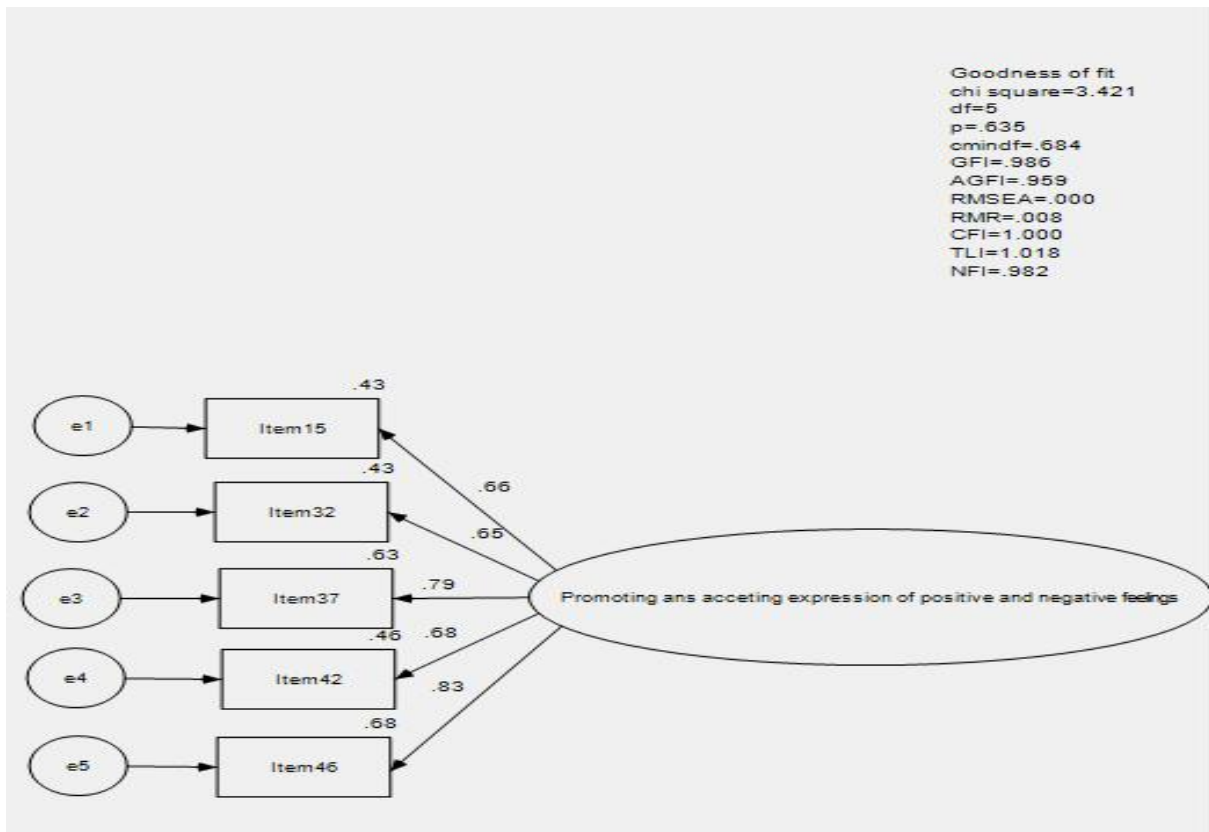 Goodness of fit
chi square=3.421
df=5
p=.635
cmindf=.684
GFI=.986
AGFI=.959
RMSEA=.000
RMR=.008
CFI=1.000
TLI=1.018
NFI=.982
.43
e1
Item15
.66
.43
e2
Item32
.65
.63
e3
Item37
.79
Promoting ans acceting expression of positive and negative feelings
.46
.68
e4
Item42
.83
.68
e5
Item46